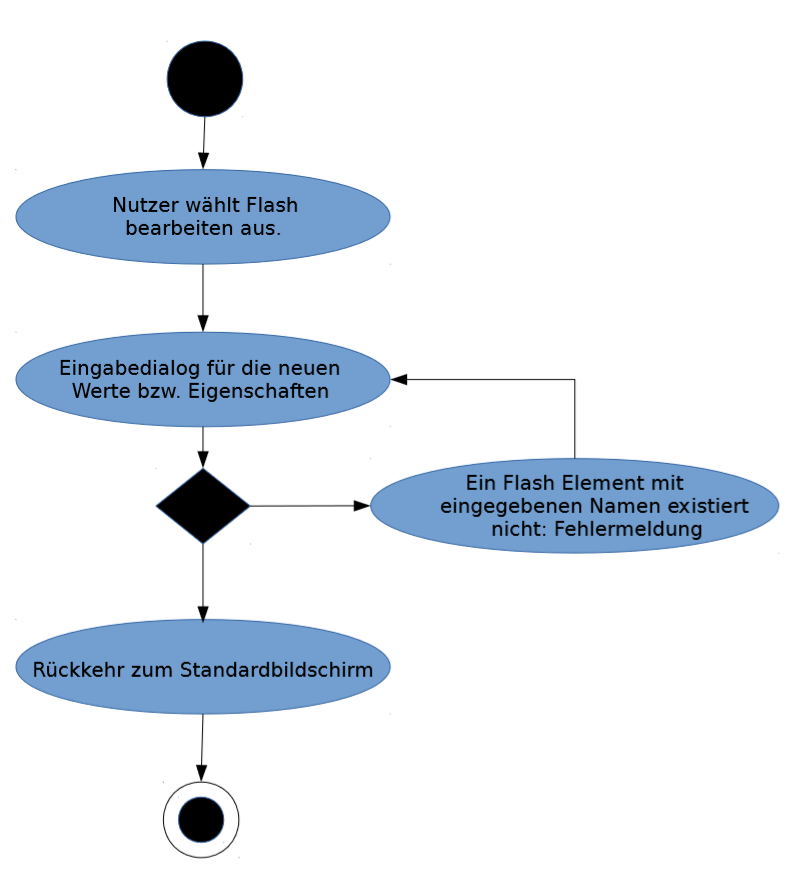 Nutzer wählt Flash
bearbeiten aus.
Eingabedialog für die neuen
Werte bzw. Eigenschaften
Ein Flash Element mit
eingegebenen Namen existiert
nicht: Fehlermeldung
Rückkehr zum Standardbildschirm